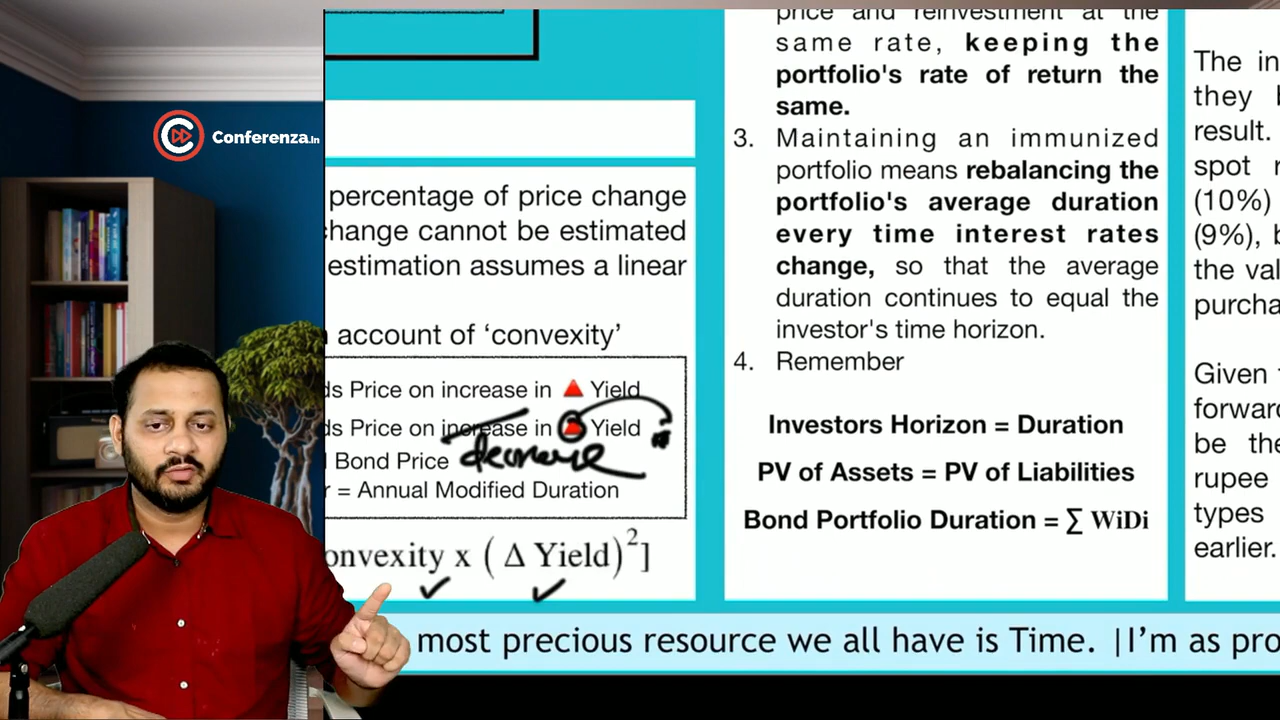 Conferenza.in
percentage of price change
change cannot be estimated
estimation assumes a linear
account of ‘convexity’
Price on increase in 🔺 Yield
Price on increase in 🔺 Yield
decrease
Bond Price
= Annual Modified Duration
onvexity x ( Δ Yield)²]
price and reinvestment at the
same rate, keeping the
portfolio's rate of return the
same.
3. Maintaining an immunized
portfolio means rebalancing the
portfolio's average duration
every time interest rates
change, so that the average
duration continues to equal the
investor's time horizon.
4. Remember
Investors Horizon = Duration
PV of Assets = PV of Liabilities
Bond Portfolio Duration = ∑ WiDi
The in
they
result.
spot
(10%)
(9%),
the val
purcha
Given
forward
be the
rupee
types
earlier.
most precious resource we all have is Time. |I’m as pro